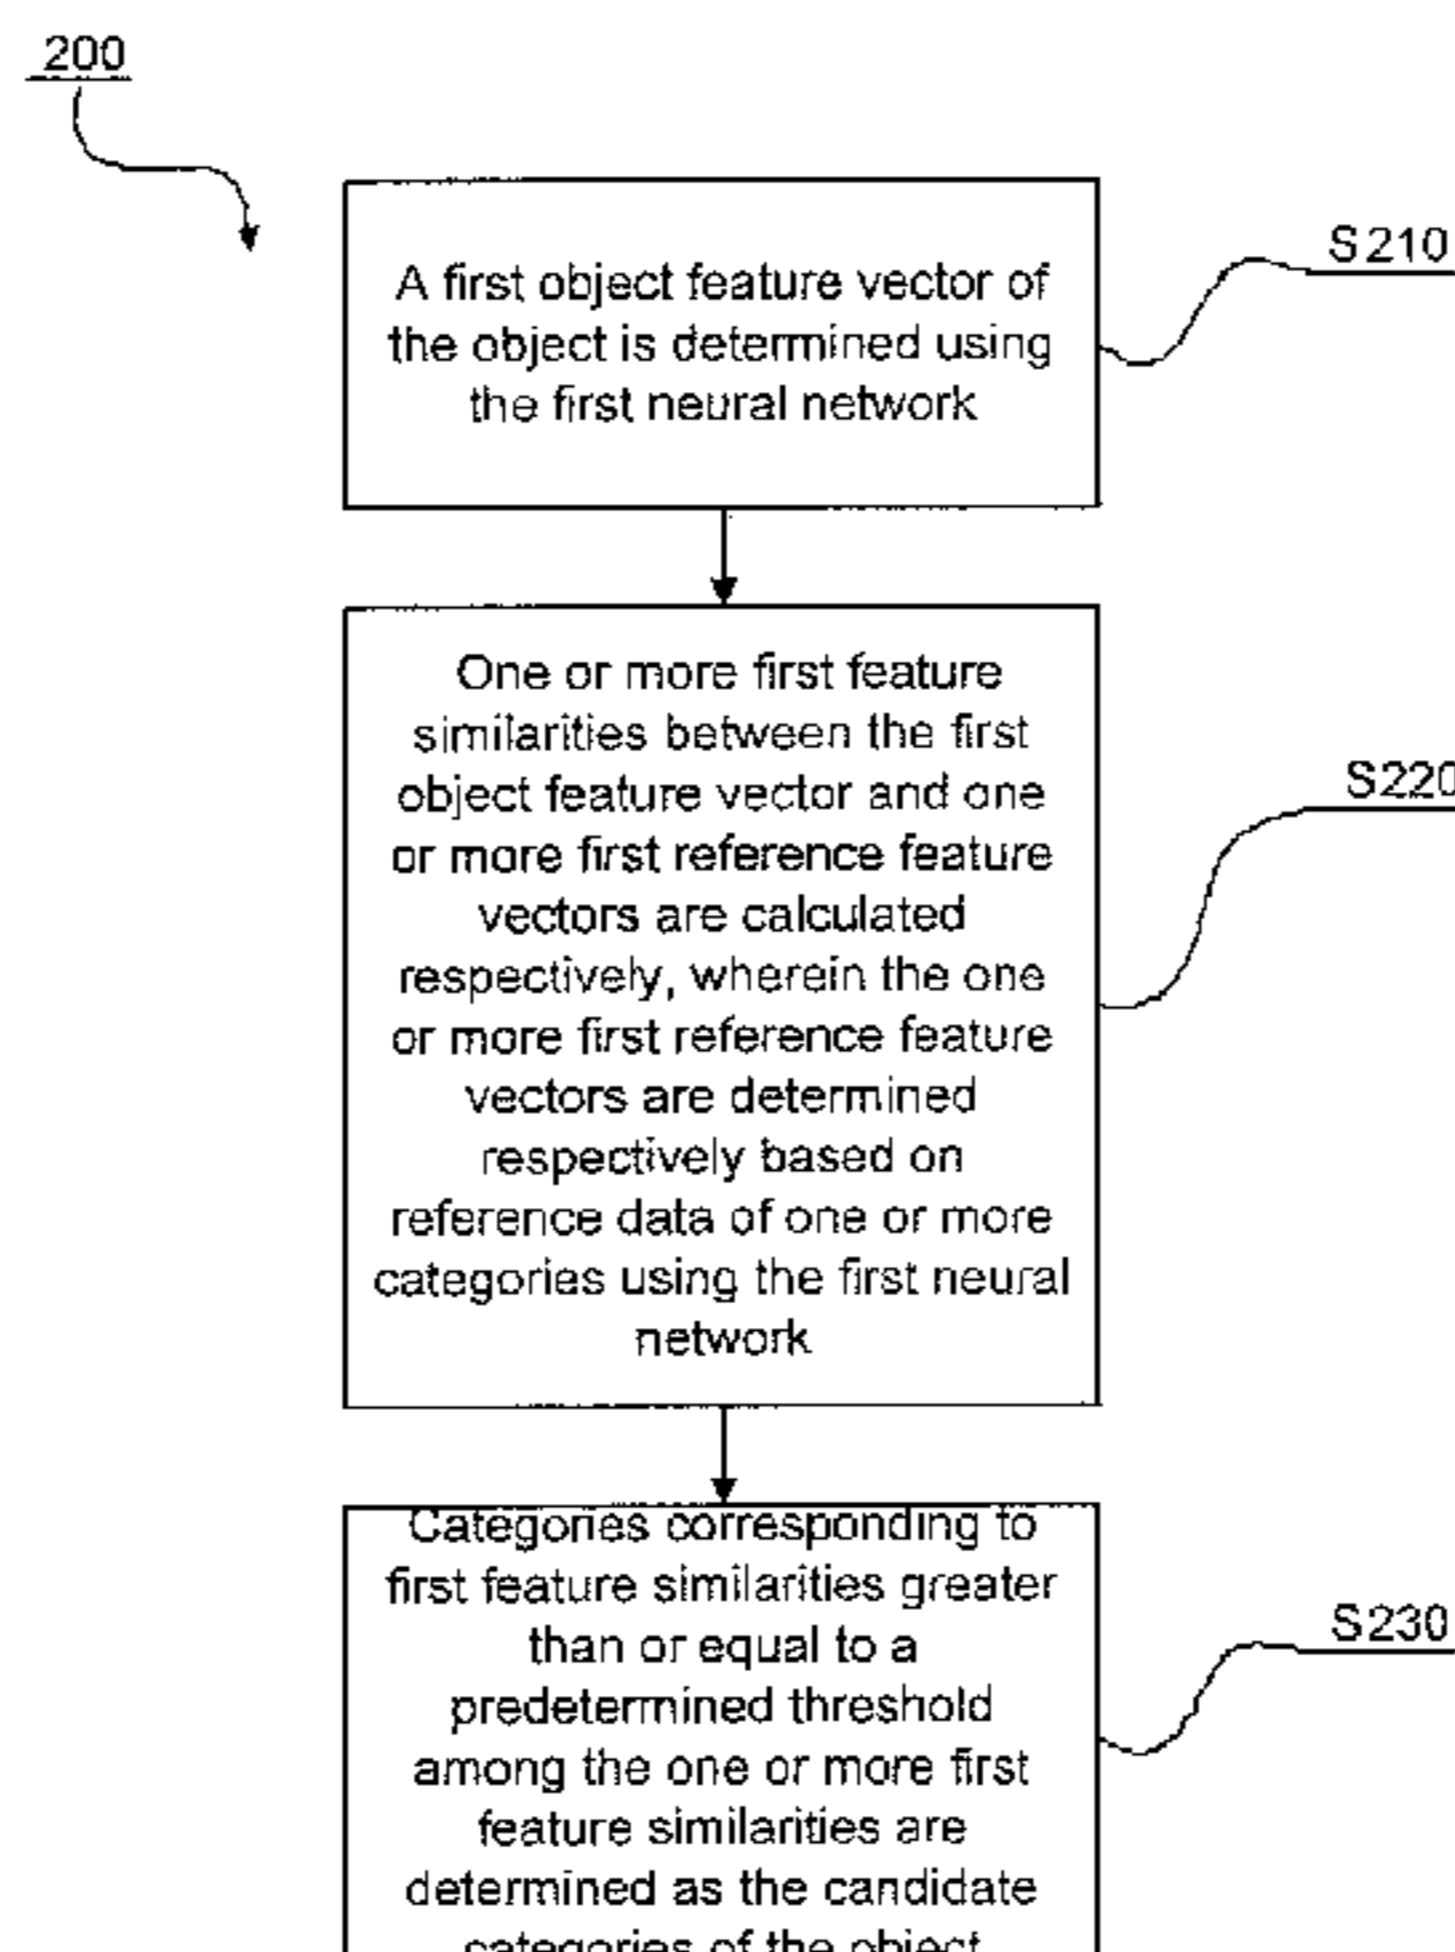 200
S210
A first object feature vector of
the object is determined using
the first neural network
One or more first feature
similarities between the first
object feature vector and one
or more first reference feature
vectors are calculated
respectively, wherein the one
or more first reference feature
vectors are determined
respectively based on
reference data of one or more
categories using the first neural
network
S220
Categories corresponding to
first feature similarities greater
than or equal to a
predetermined threshold
among the one or more first
feature similarities are
determined as the candidate
categories of the object
S230